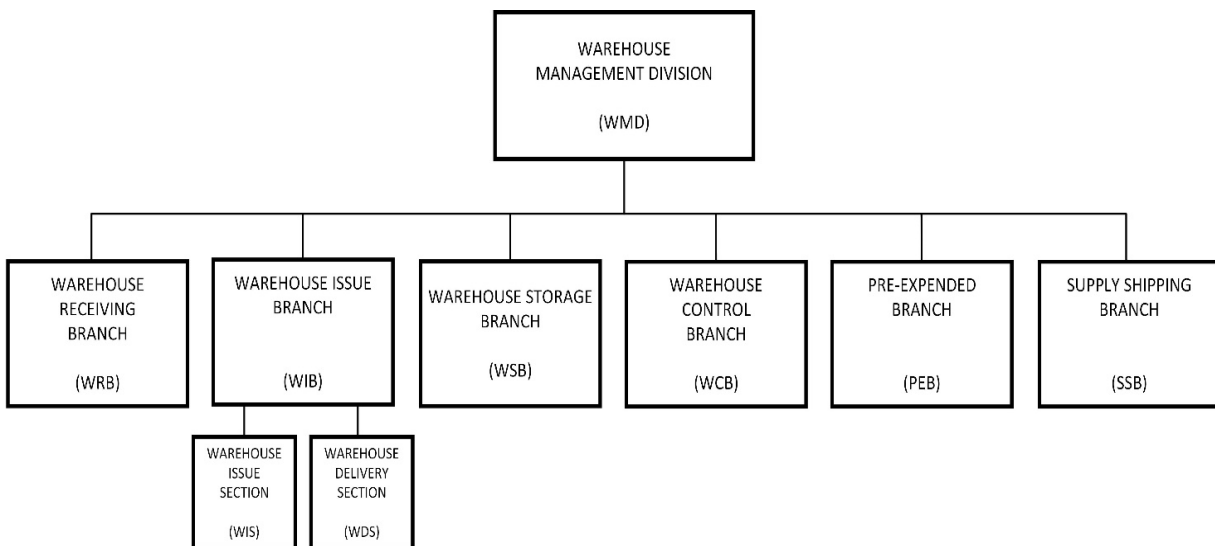 WAREHOUSE
MANAGEMENT DIVISION
(WMD)
WAREHOUSE
RECEIVING
BRANCH
(WRB)
WAREHOUSE ISSUE
BRANCH
(WIB)
WAREHOUSE STORAGE
BRANCH
(WSB)
WAREHOUSE
CONTROL
BRANCH
(WCB)
PRE-EXPENDED
BRANCH
(PEB)
SUPPLY SHIPPING
BRANCH
(SSB)
WAREHOUSE
ISSUE
SECTION
(WIS)
WAREHOUSE
DELIVERY
SECTION
(WDS)